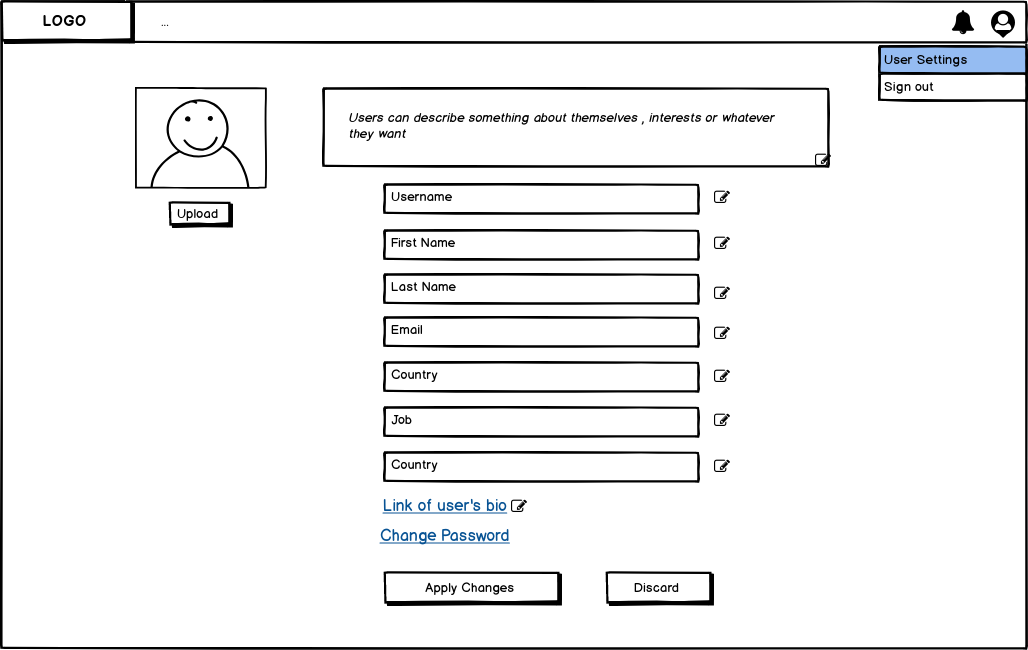 LOGO
...
User Settings
Sign out
Users can describe something about themselves , interests or whatever
they want
Upload
Username
First Name
Last Name
Email
Country
Job
Country
Link of user's bio
Change Password
Apply Changes
Discard